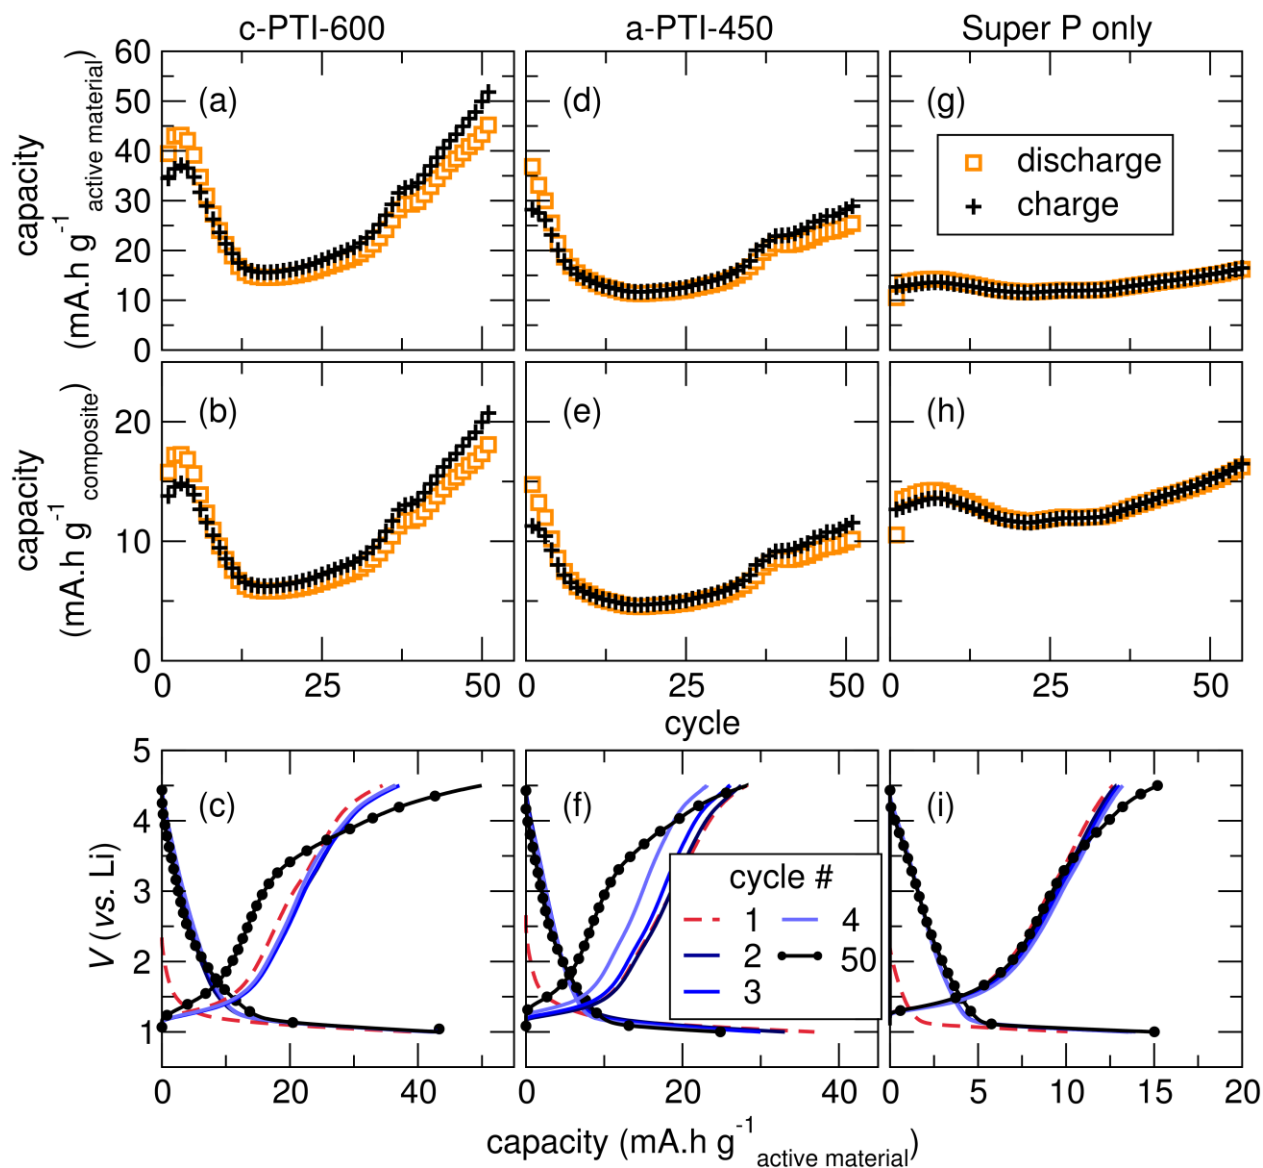 c-PTI-600 a-PTI-450 Super P only
capacity
(mA.h g-1 active material)
60
50
40
30
20
10
0
(a)
(d)
(g)
discharge
charge
capacity
(mA.h g-1 composite)
20
10
0
(b)
(e)
(h)
0 25 50 0 25 50 0 25 50
cycle
V (vs. Li)
5
4
3
2
1
(c)
(f)
(i)
cycle #
1 4
2 50
3
0 20 40 0 20 40 0 5 10 15 20
capacity (mA.h g-1 active material)